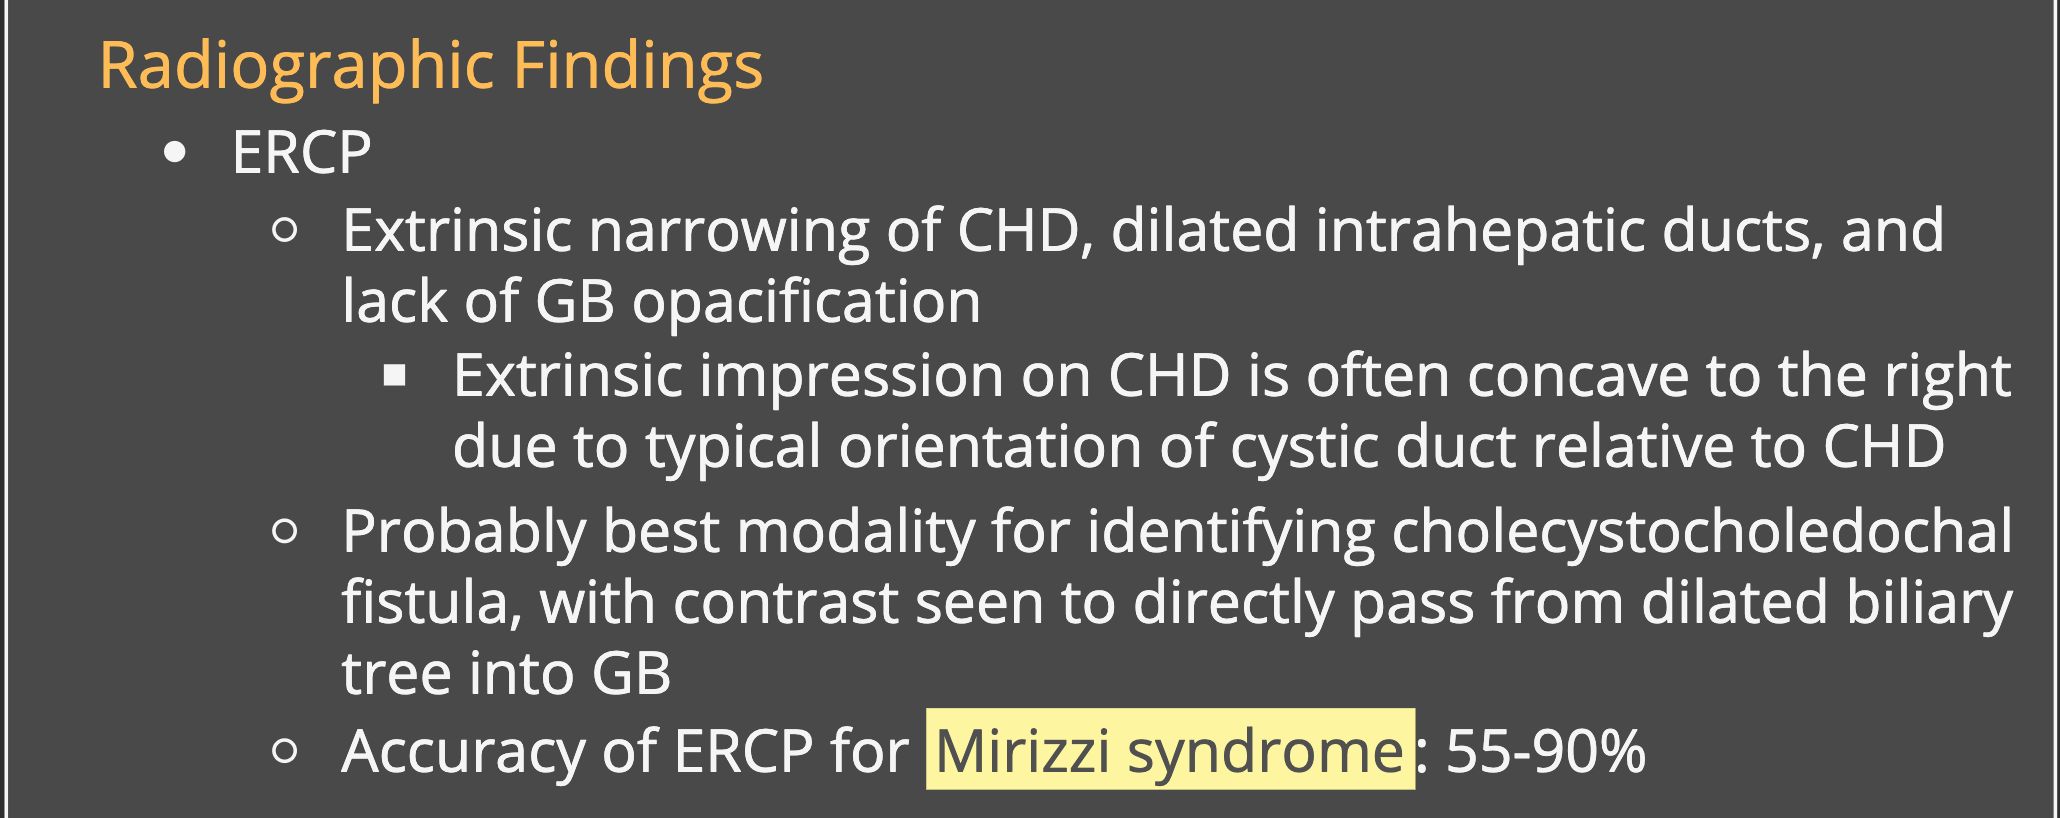 Radiographic Findings
• ERCP
○ Extrinsic narrowing of CHD, dilated intrahepatic ducts, and
lack of GB opacification
▪ Extrinsic impression on CHD is often concave to the right
due to typical orientation of cystic duct relative to CHD
○ Probably best modality for identifying cholecystocholedochal
fistula, with contrast seen to directly pass from dilated biliary
tree into GB
○ Accuracy of ERCP for Mirizzi syndrome: 55-90%